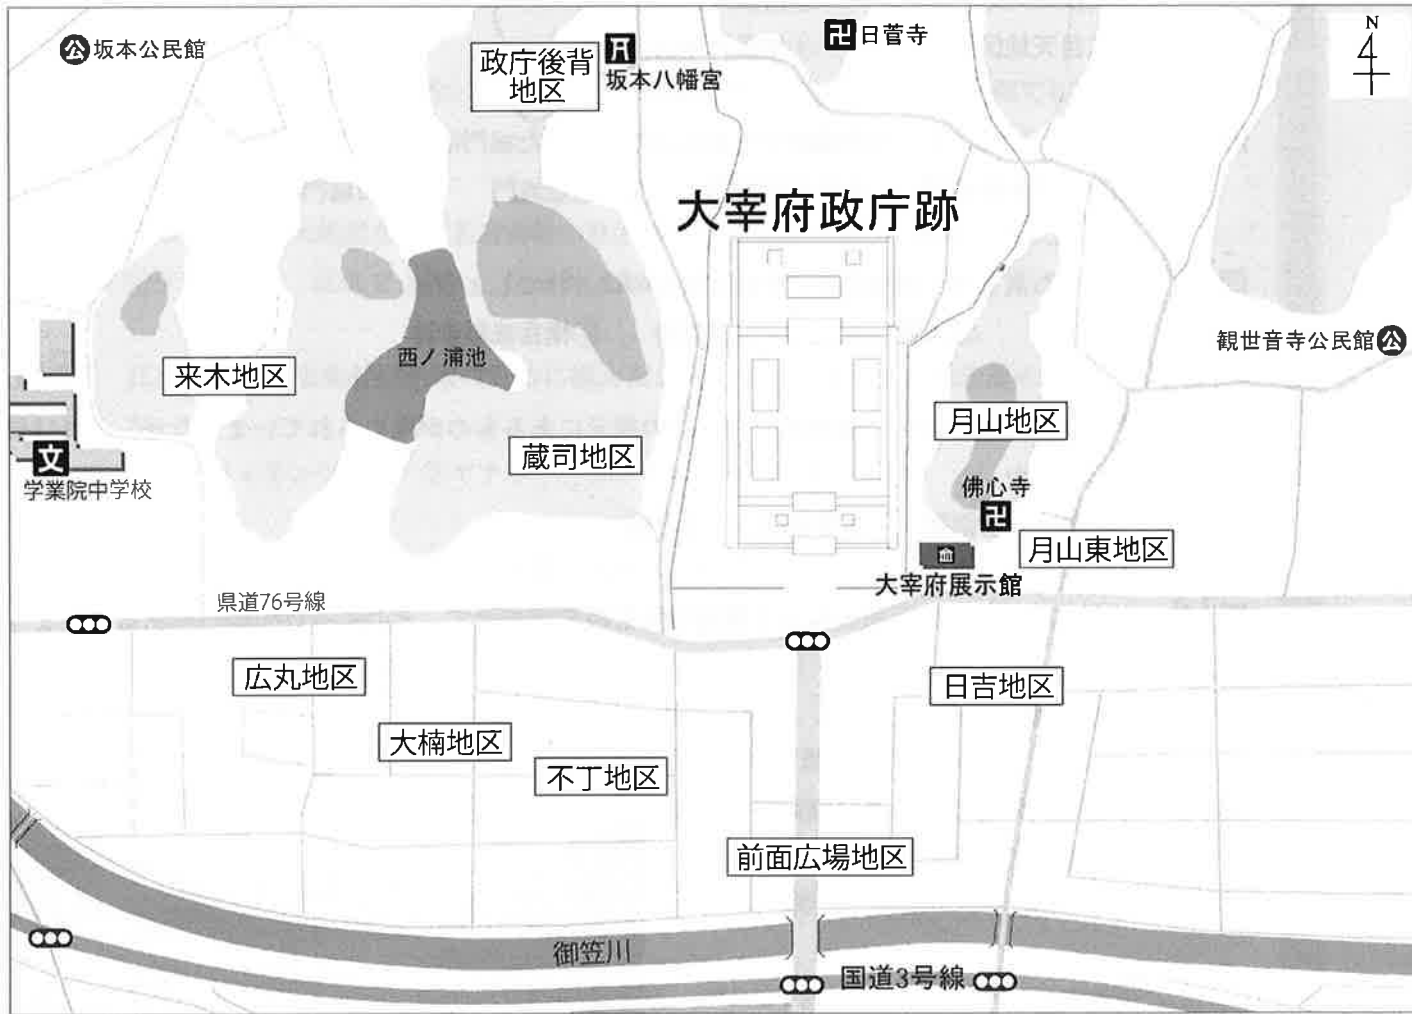 公坂本公民館
政庁後背
地区
坂本八幡宮
卍日菅寺
N
大宰府政庁跡
観世音寺公民館公
西ノ浦池
来木地区
月山地区
蔵司地区
文
学業院中学校
佛心寺
卍
月山東地区
大宰府展示館
県道76号線
広丸地区
日吉地区
大楠地区
不丁地区
前面広場地区
御笠川
国道3号線